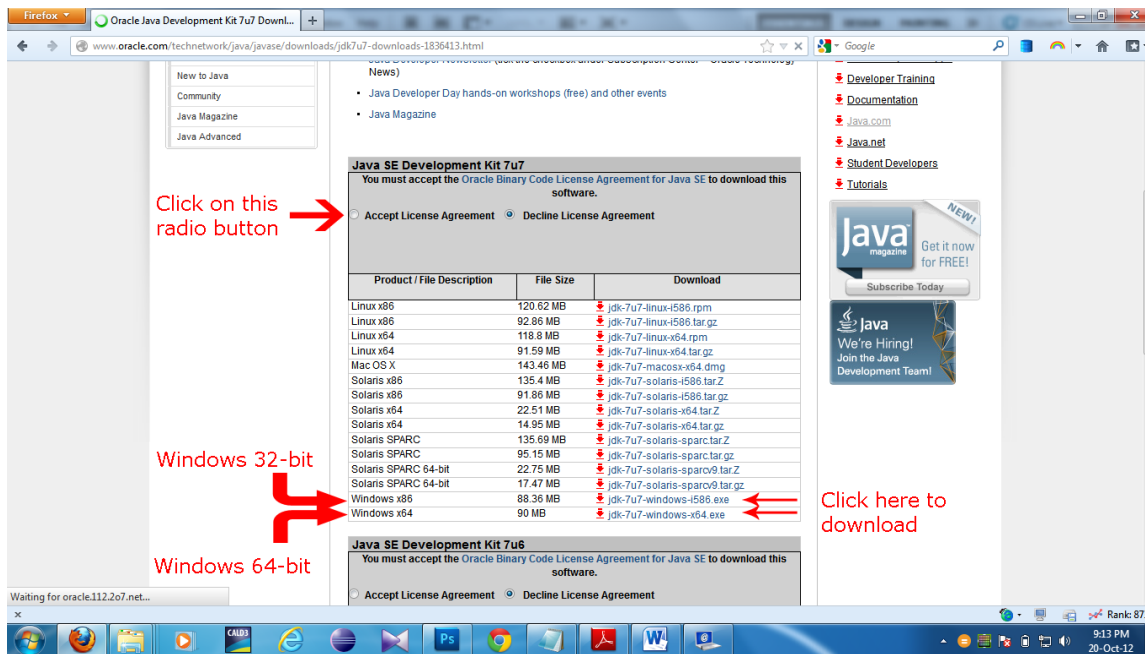 Firefox
Oracle Java Development Kit 7u7 Downl...
www.oracle.com/technetwork/java/javase/downloads/jdk7u7-downloads-1836413.html
Google
New to Java
Community
Java Magazine
Java Advanced
News)
Java Developer Day hands-on workshops (free) and other events
Java Magazine
Developer Training
Documentation
Java.com
Java.net
Student Developers
Tutorials
Java SE Development Kit 7u7
You must accept the Oracle Binary Code License Agreement for Java SE to download this
software.
Accept License Agreement Decline License Agreement
Click on this
radio button
NEW!
Java
magazine
Get it now
for FREE!
Subscribe Today
Java
We're Hiring!
Join the Java
Development Team!
Product / File Description File Size Download
Linux x86 120.62 MB jdk-7u7-linux-i586.rpm
Linux x86 92.86 MB jdk-7u7-linux-i586.tar.gz
Linux x64 118.8 MB jdk-7u7-linux-x64.rpm
Linux x64 91.59 MB jdk-7u7-linux-x64.tar.gz
Mac OS X 143.46 MB jdk-7u7-macosx-x64.dmg
Solaris x86 135.4 MB jdk-7u7-solaris-i586.tar.Z
Solaris x86 91.86 MB jdk-7u7-solaris-i586.tar.gz
Solaris x64 22.51 MB jdk-7u7-solaris-x64.tar.Z
Solaris x64 14.95 MB jdk-7u7-solaris-x64.tar.gz
Solaris SPARC 135.69 MB jdk-7u7-solaris-sparc.tar.Z
Solaris SPARC 95.15 MB jdk-7u7-solaris-sparc.tar.gz
Solaris SPARC 64-bit 22.75 MB jdk-7u7-solaris-sparcv9.tar.Z
Solaris SPARC 64-bit 17.47 MB jdk-7u7-solaris-sparcv9.tar.gz
Windows x86 88.36 MB jdk-7u7-windows-i586.exe
Windows x64 90 MB jdk-7u7-windows-x64.exe
Windows 32-bit
Windows 64-bit
Click here to
download
Java SE Development Kit 7u6
You must accept the Oracle Binary Code License Agreement for Java SE to download this
software.
Accept License Agreement Decline License Agreement
Waiting for oracle.112.2o7.net...
Rank: 87
CALD3
Ps
W
9:13 PM
20-Oct-12